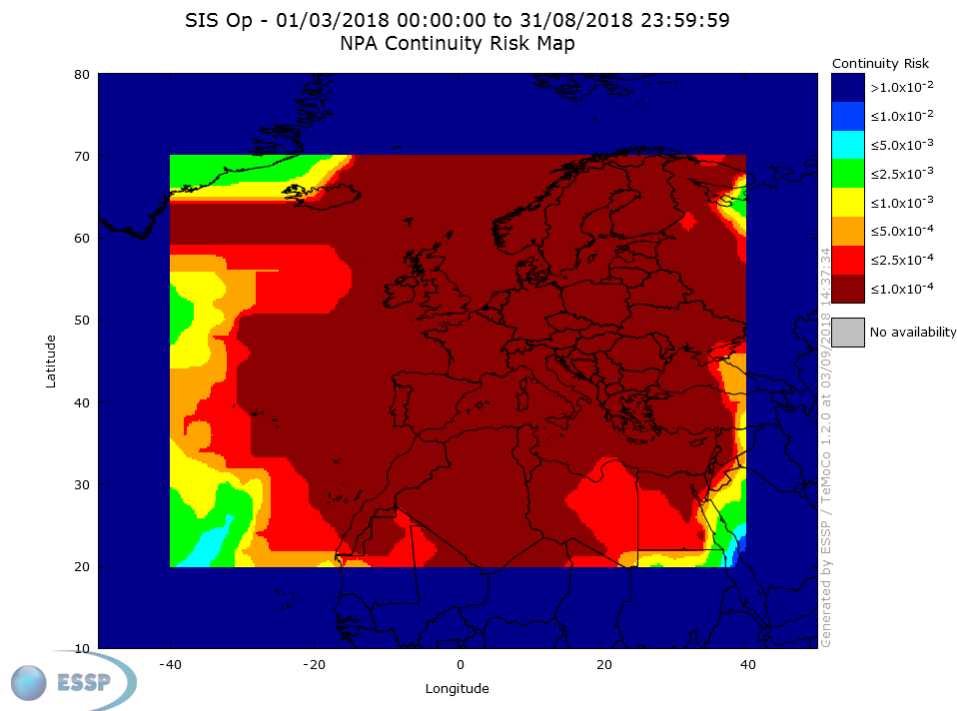 SIS Op - 01/03/2018 00:00:00 to 31/08/2018 23:59:59
NPA Continuity Risk Map
Continuity Risk
>1.0x10-2
≤1.0x10-2
≤5.0x10-3
≤2.5x10-3
≤1.0x10-3
≤5.0x10-4
≤2.5x10-4
≤1.0x10-4
No availability
Latitude
80
70
60
50
40
30
20
10
-40
-20
0
20
40
Longitude
Generated by ESSP / TeMoCo 1.2.0 at 03/09/2018 14:37:34
ESSP